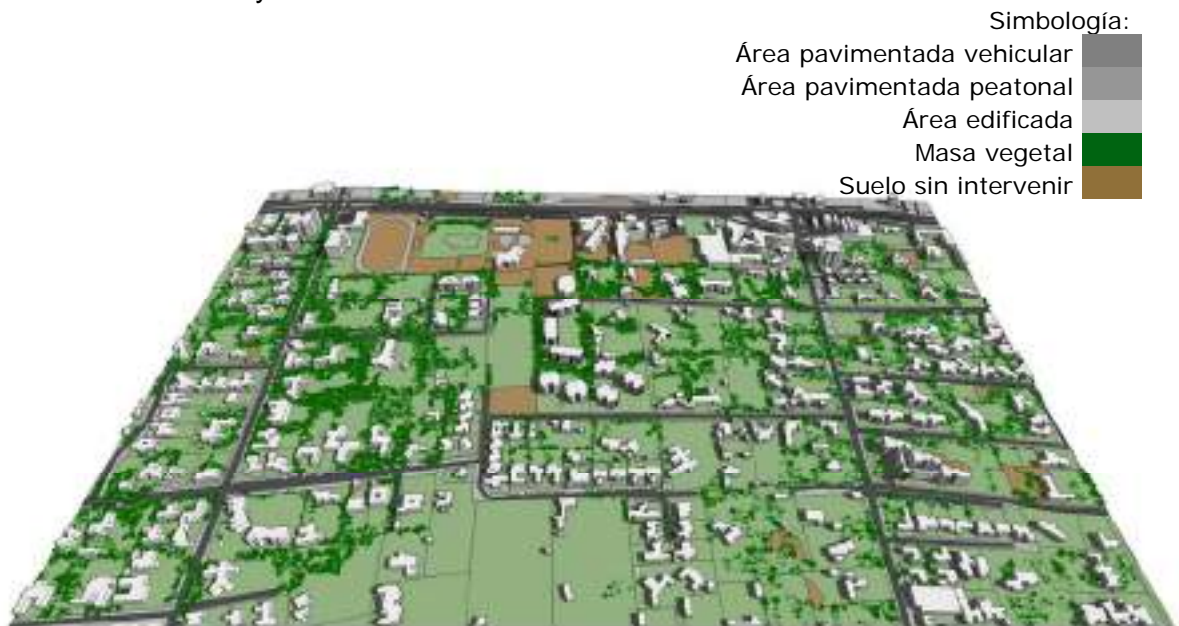 Simbología:
Área pavimentada vehicular
Área pavimentada peatonal
Área edificada
Masa vegetal
Suelo sin intervenir